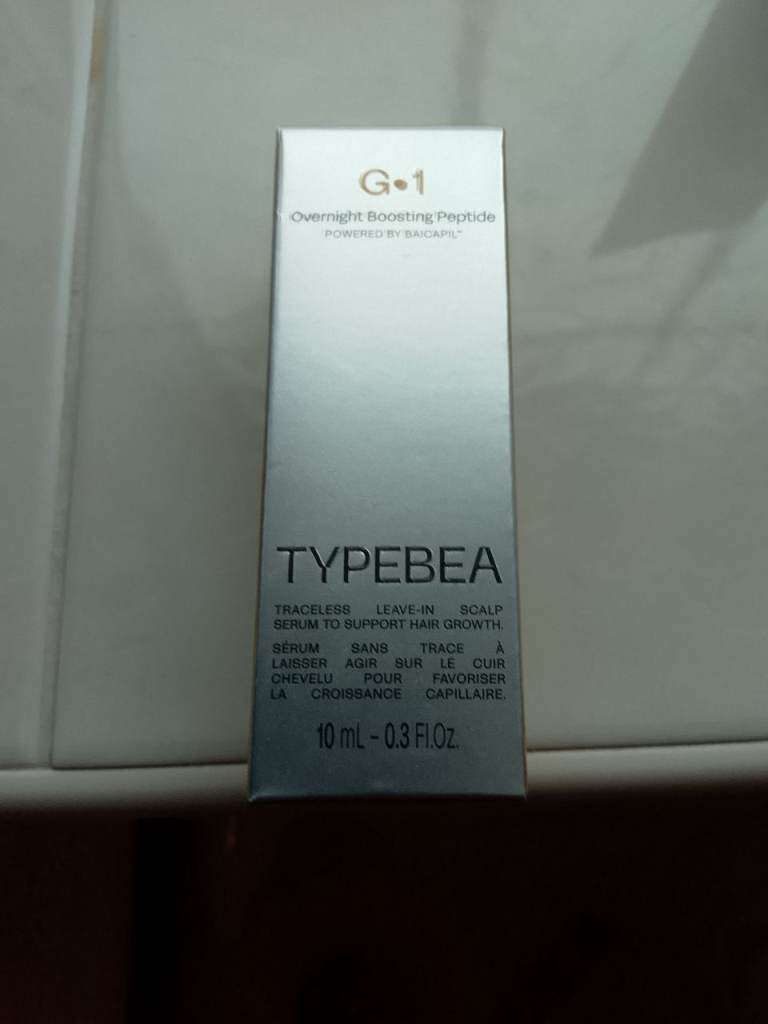 G•1
Overnight Boosting Peptide
POWERED BY BAICAPIL™
TYPEBEA
TRACELESS LEAVE-IN SCALP
SERUM TO SUPPORT HAIR GROWTH.
SÉRUM SANS TRACE À
LAISSER AGIR SUR LE CUIR
CHEVELU POUR FAVORISER
LA CROISSANCE CAPILLAIRE.
10 mL - 0.3 Fl.Oz.